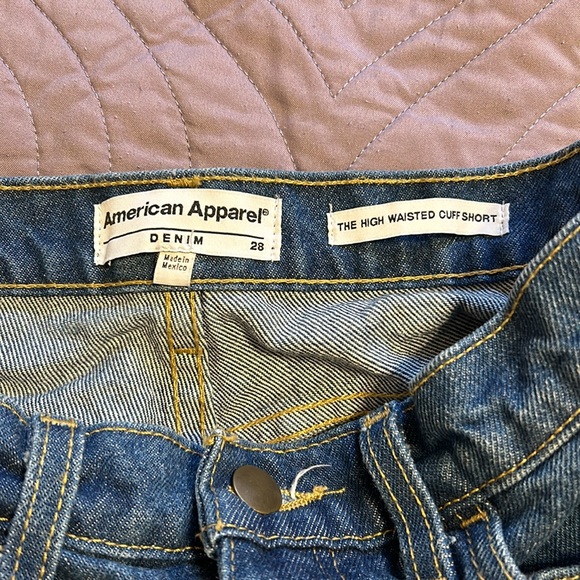 American Apparel®
DENIM 28
Made in
Mexico
THE HIGH WAISTED CUFF SHORT